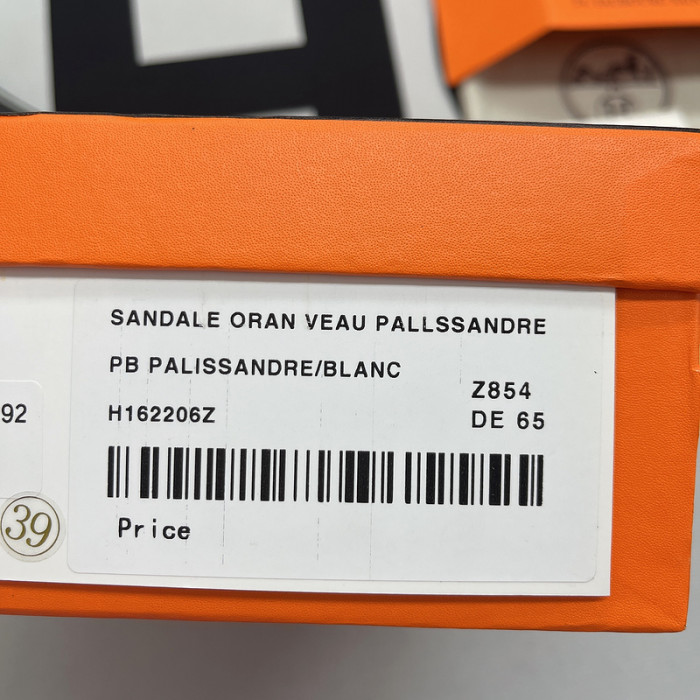 SANDALE ORAN VEAU PALLSSANDRE
PB PALISSANDRE/BLANC
Z854
H162206Z
DE 65
92
39
Price